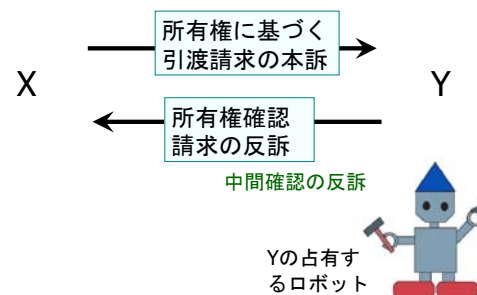 所有権に基づく
引渡請求の本訴
X
Y
所有権確認
請求の反訴
中間確認の反訴
Yの占有す
るロボット